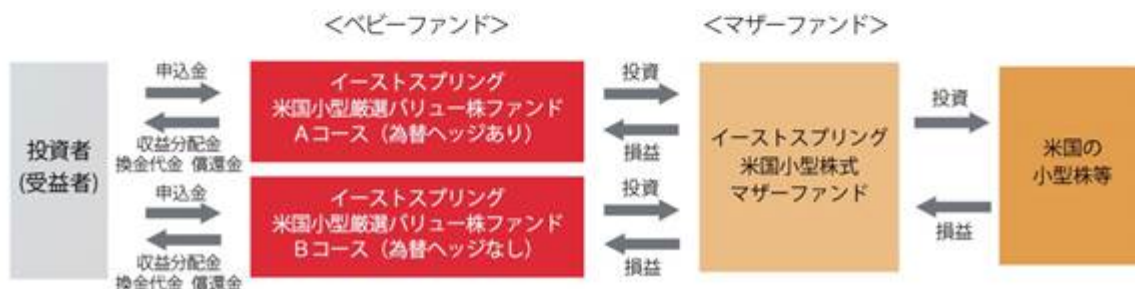 ＜ベビーファンド＞
＜マザーファンド＞
投資者
(受益者)
申込金
収益分配金
換金代金 償還金
申込金
収益分配金
換金代金 償還金
イーストスプリング
米国小型厳選バリュー株ファンド
Aコース（為替ヘッジあり）
イーストスプリング
米国小型厳選バリュー株ファンド
Bコース（為替ヘッジなし）
投資
損益
投資
損益
イーストスプリング
米国小型株式
マザーファンド
投資
損益
米国の
小型株等